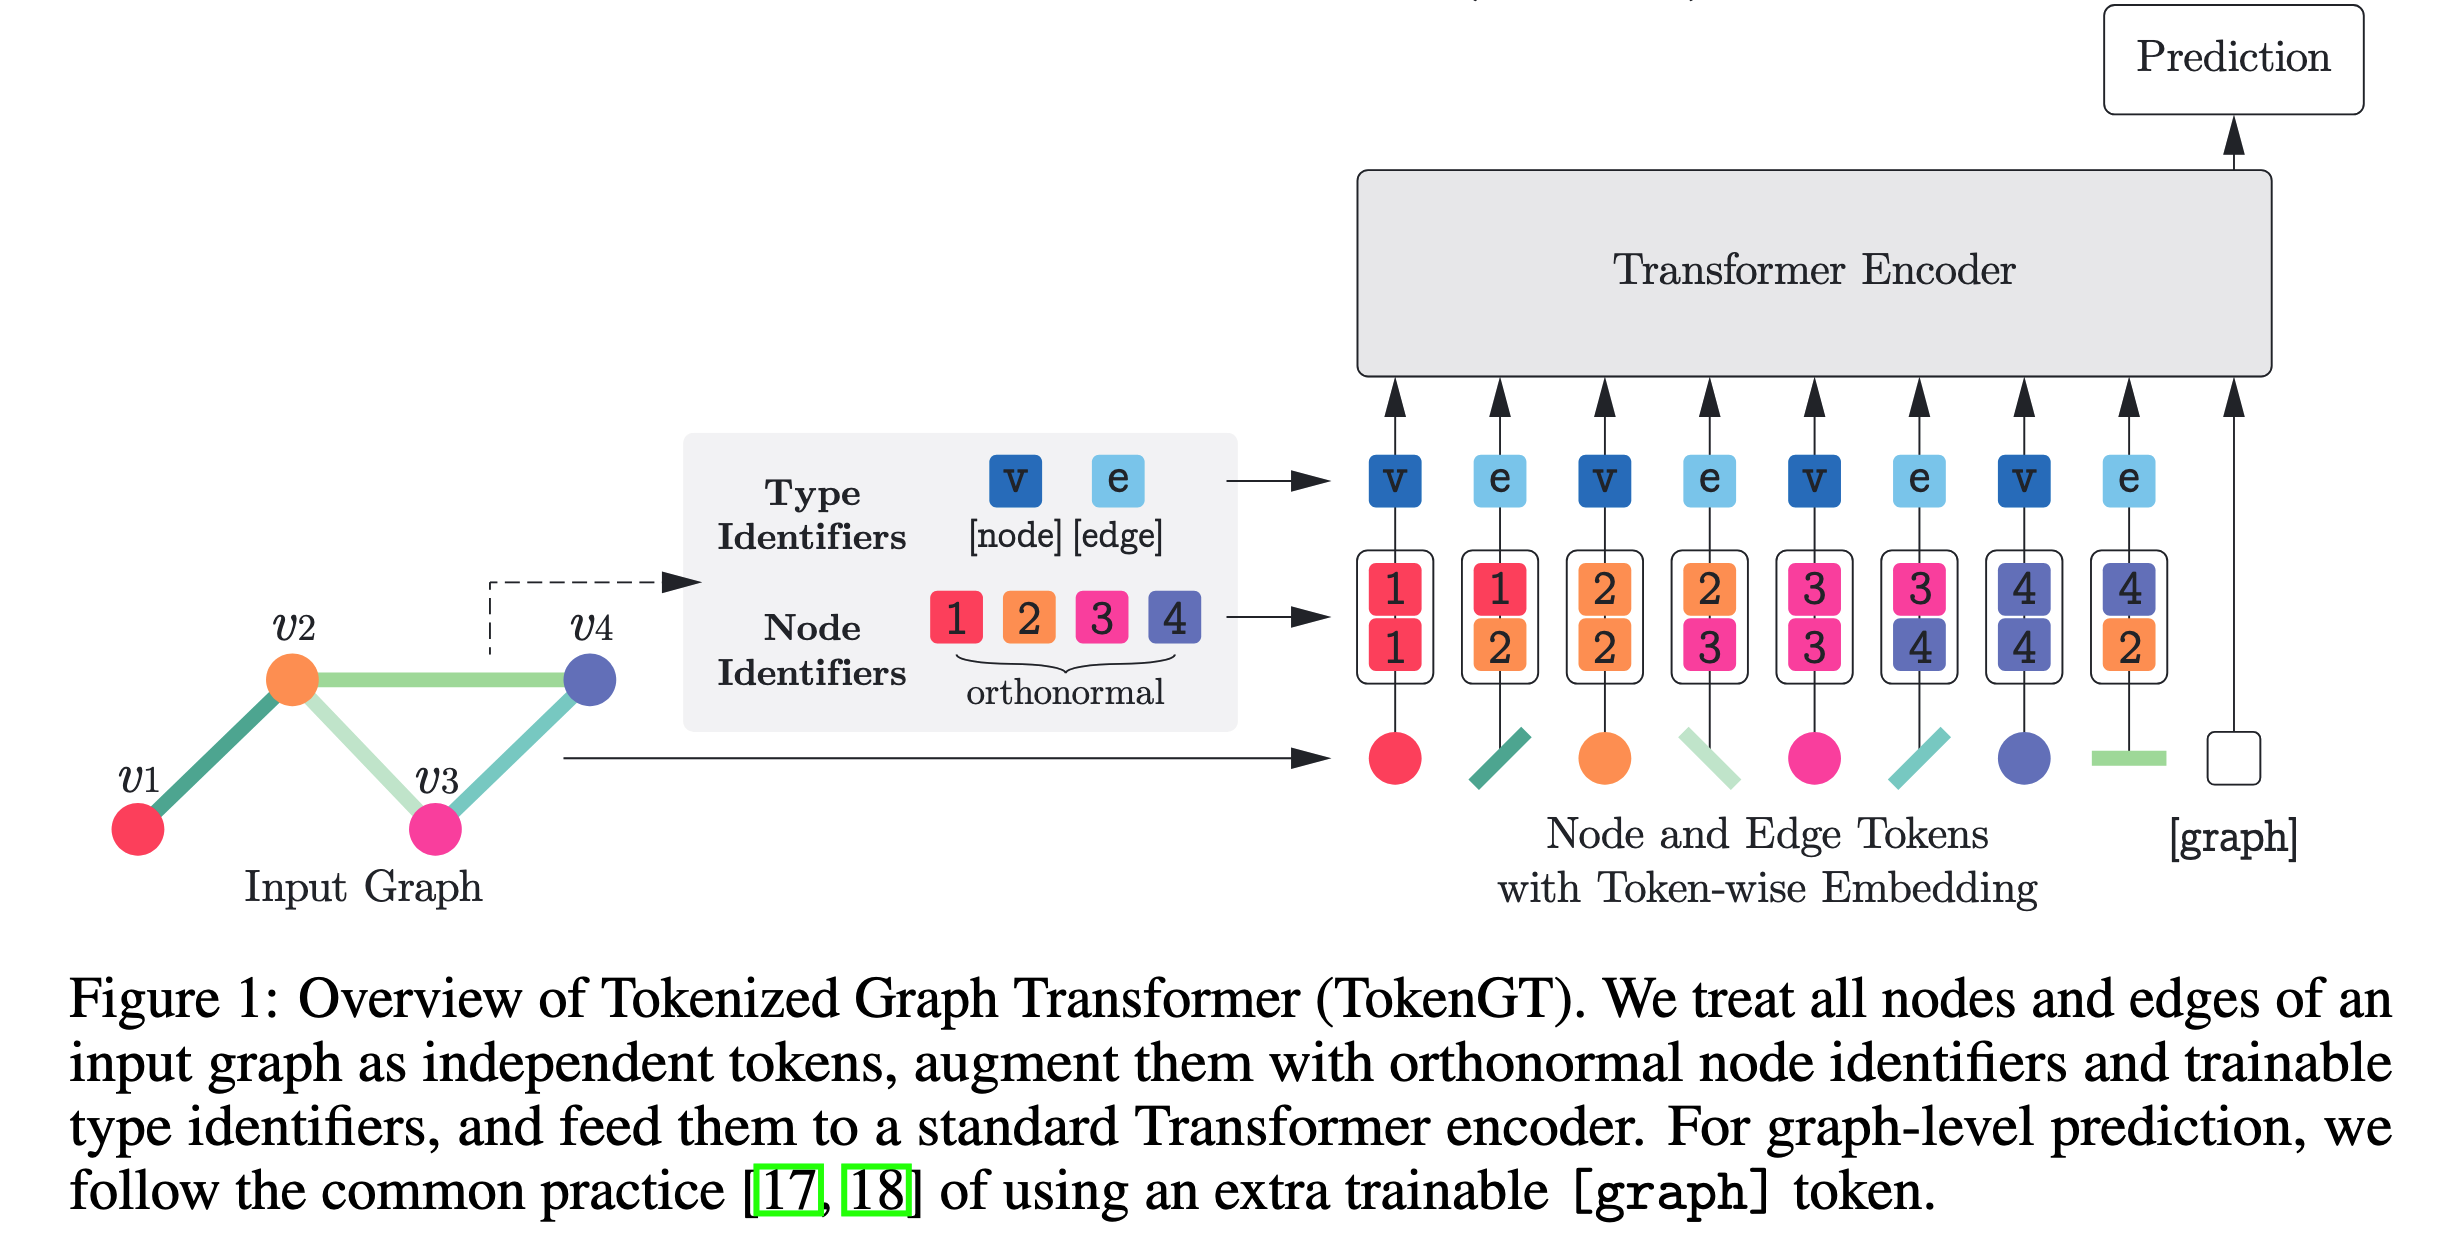 Prediction
Transformer Encoder
v e v e v e v e
Type
Identifiers
v e
[node] [edge]
1 1 2 2 3 3 4 4
1 2 2 3 3 4 4 2
Node
Identifiers
1 2 3 4
orthonormal
v2
v4
v1
v3
Input Graph
Node and Edge Tokens
with Token-wise Embedding
[graph]
Figure 1: Overview of Tokenized Graph Transformer (TokenGT). We treat all nodes and edges of an
input graph as independent tokens, augment them with orthonormal node identifiers and trainable
type identifiers, and feed them to a standard Transformer encoder. For graph-level prediction, we
follow the common practice [17, 18] of using an extra trainable [graph] token.